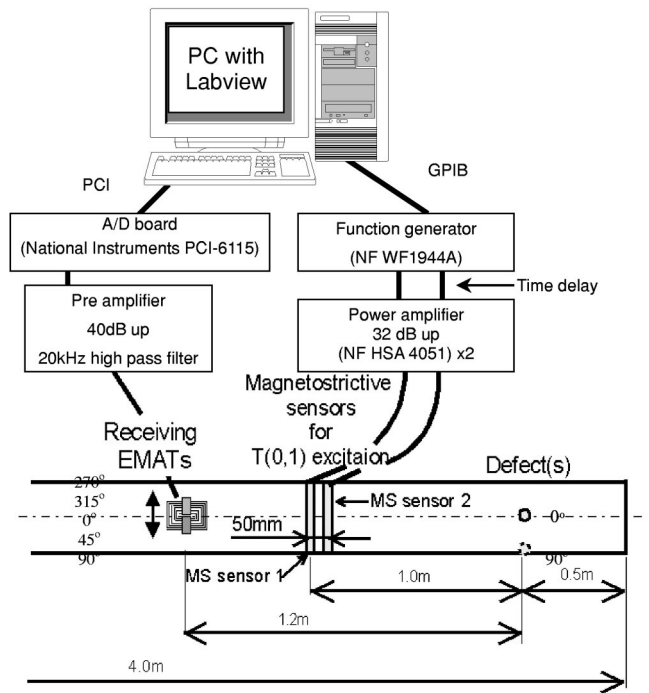 PC with
Labview
PCI
GPIB
A/D board
(National Instruments PCI-6115)
Function generator
(NF WF1944A)
Time delay
Pre amplifier
40dB up
20kHz high pass filter
Power amplifier
32 dB up
(NF HSA 4051) x2
Magnetostrictive
sensors
for
T(0,1) excitaion
Receiving
EMATs
Defect(s)
270°
315°
0°
45°
90°
MS sensor 2
50mm
MS sensor 1
0°
90°
1.0m
0.5m
1.2m
4.0m